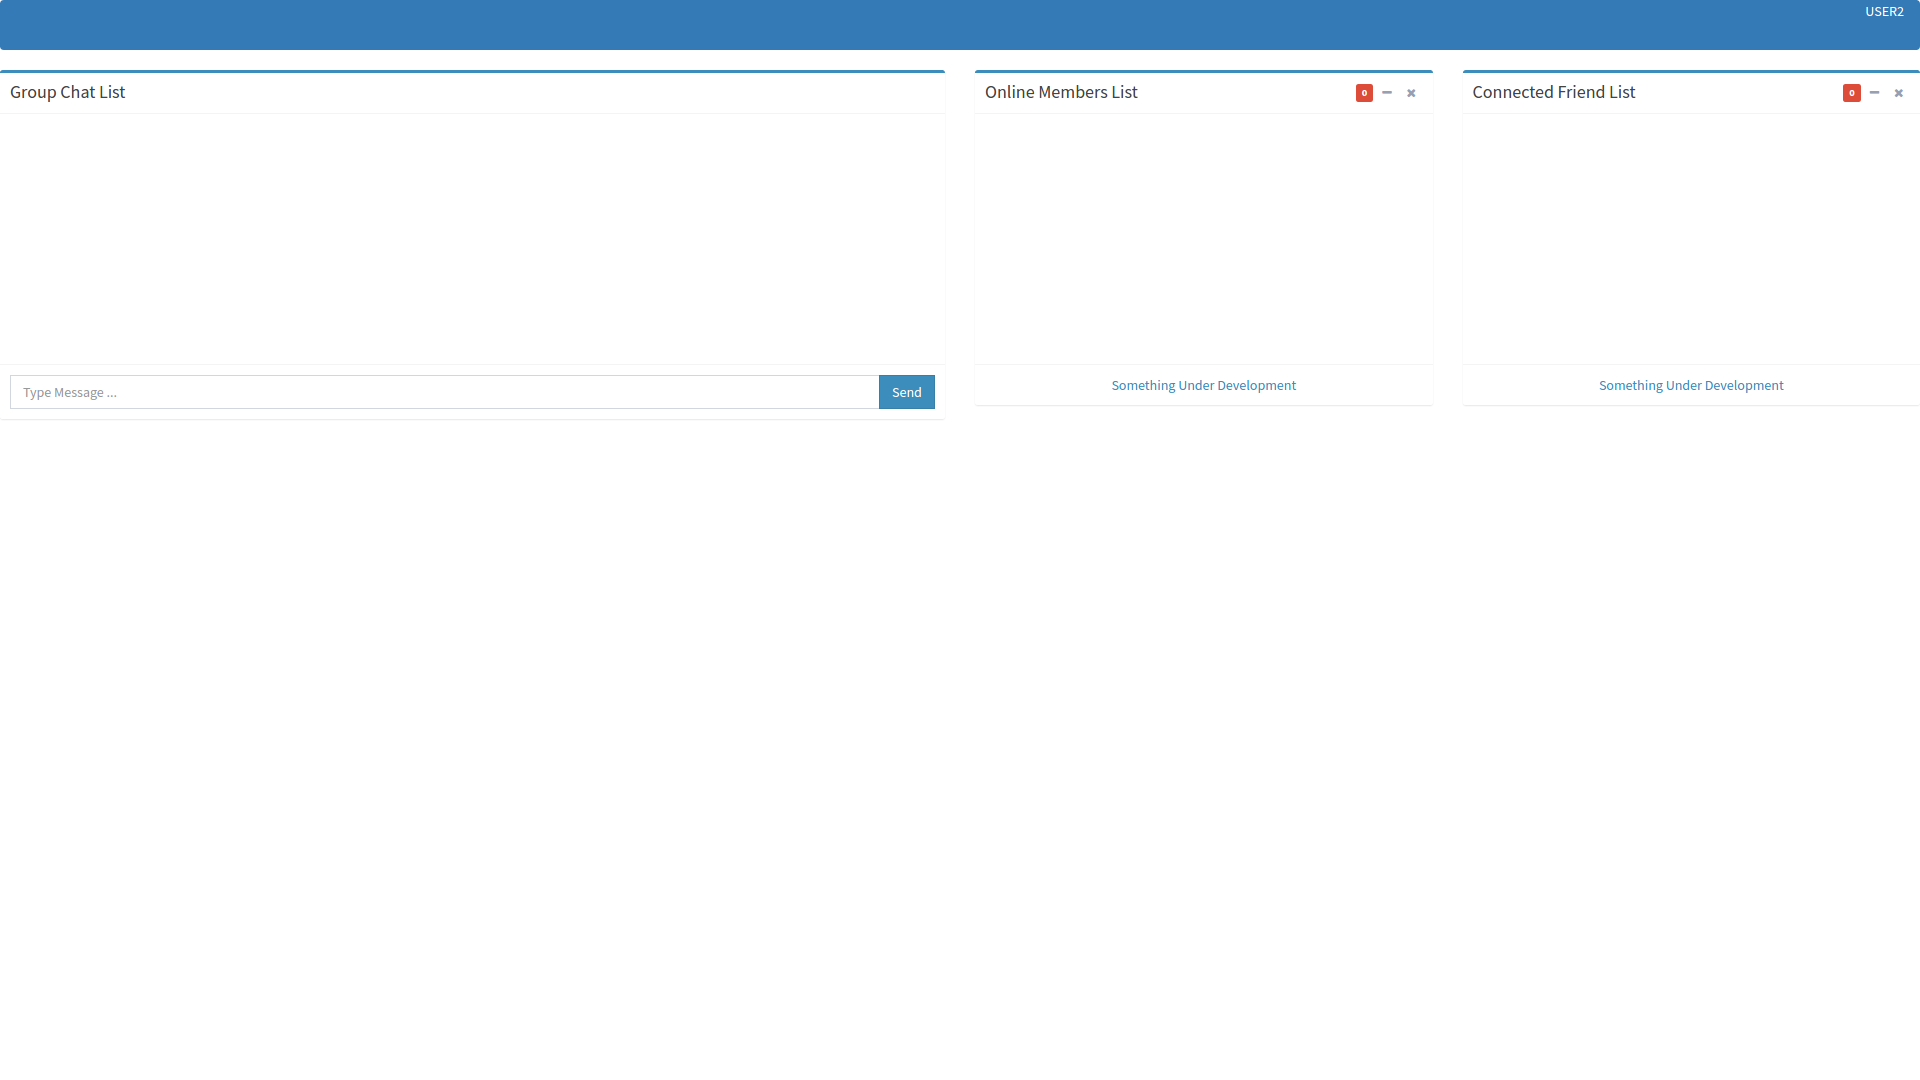 USER2
Group Chat List
Type Message ...
Send
Online Members List
0
Something Under Development
Connected Friend List
0
Something Under Development